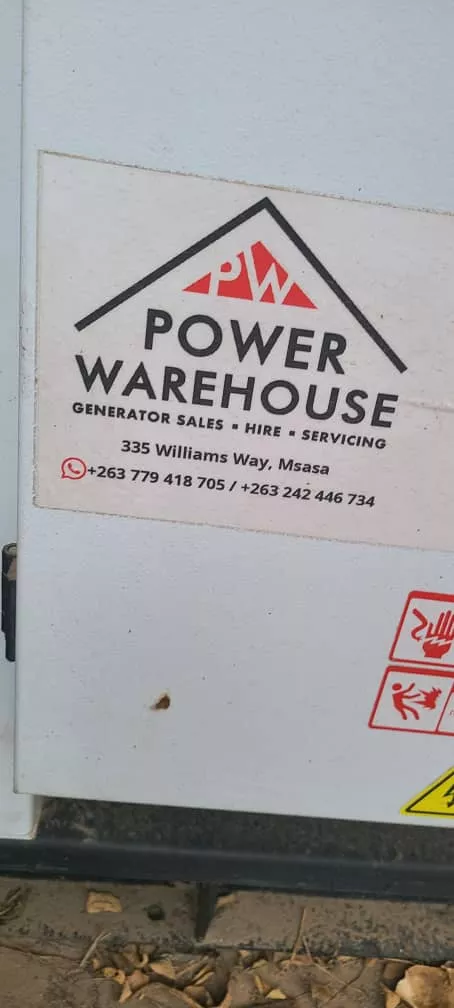 PW
POWER
WAREHOUSE
GENERATOR SALES ▪ HIRE ▪ SERVICING
335 Williams Way, Msasa
+263 779 418 705 / +263 242 446 734